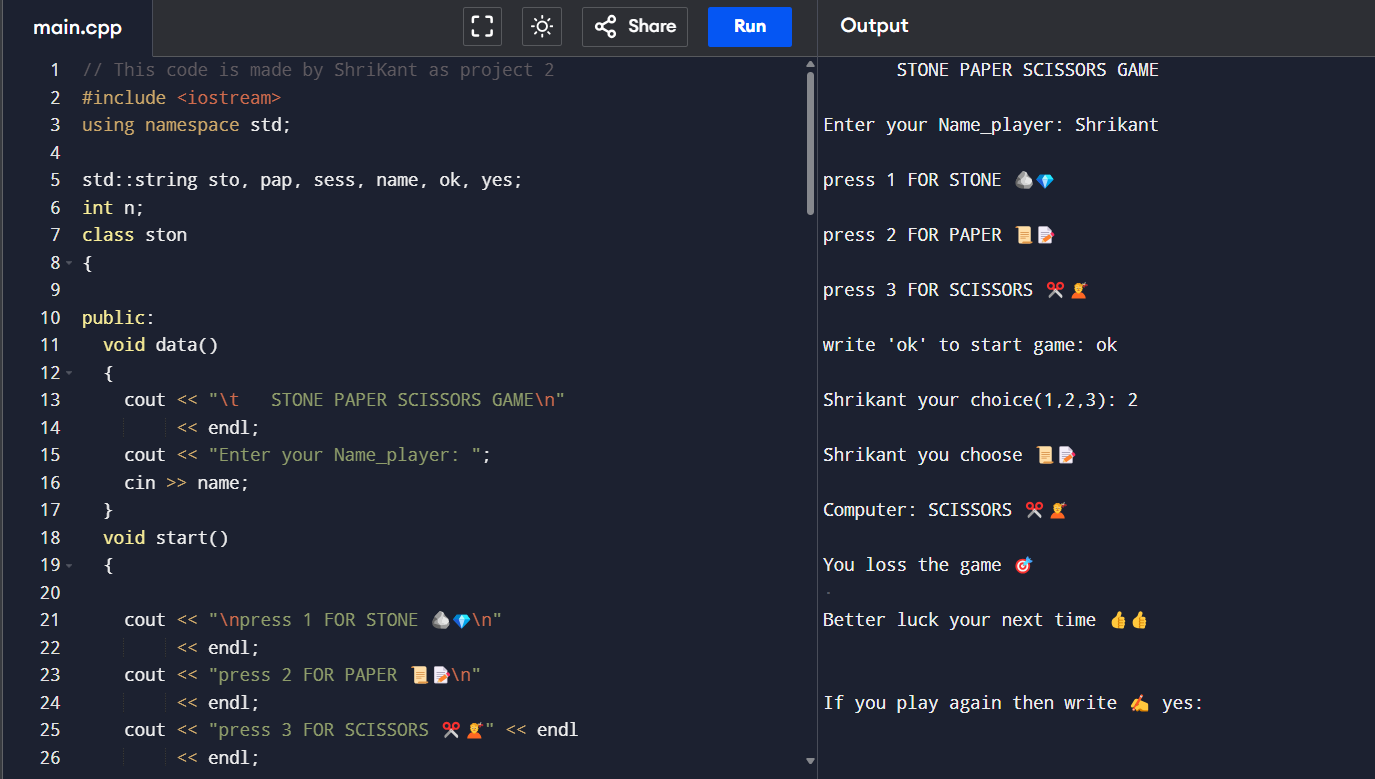 main.cpp
Share
Run
Output
1 // This code is made by ShriKant as project 2
2 #include <iostream>
3 using namespace std;
4
5 std::string sto, pap, sess, name, ok, yes;
6 int n;
7 class ston
8 {
9
10 public:
11 void data()
12 {
13 cout << "\t   STONE PAPER SCISSORS GAME\n"
14 << endl;
15 cout << "Enter your Name_player: ";
16 cin >> name;
17 }
18 void start()
19 {
20
21 cout << "\npress 1 FOR STONE 🪨💎\n"
22 << endl;
23 cout << "press 2 FOR PAPER 📜📝\n"
24 << endl;
25 cout << "press 3 FOR SCISSORS ✂️💇" << endl
26 << endl;
STONE PAPER SCISSORS GAME
Enter your Name_player: Shrikant
press 1 FOR STONE 🪨💎
press 2 FOR PAPER 📜📝
press 3 FOR SCISSORS ✂️💇
write 'ok' to start game: ok
Shrikant your choice(1,2,3): 2
Shrikant you choose 📜📝
Computer: SCISSORS ✂️💇
You loss the game 🎯
Better luck your next time 👍👍
If you play again then write ✍️ yes: